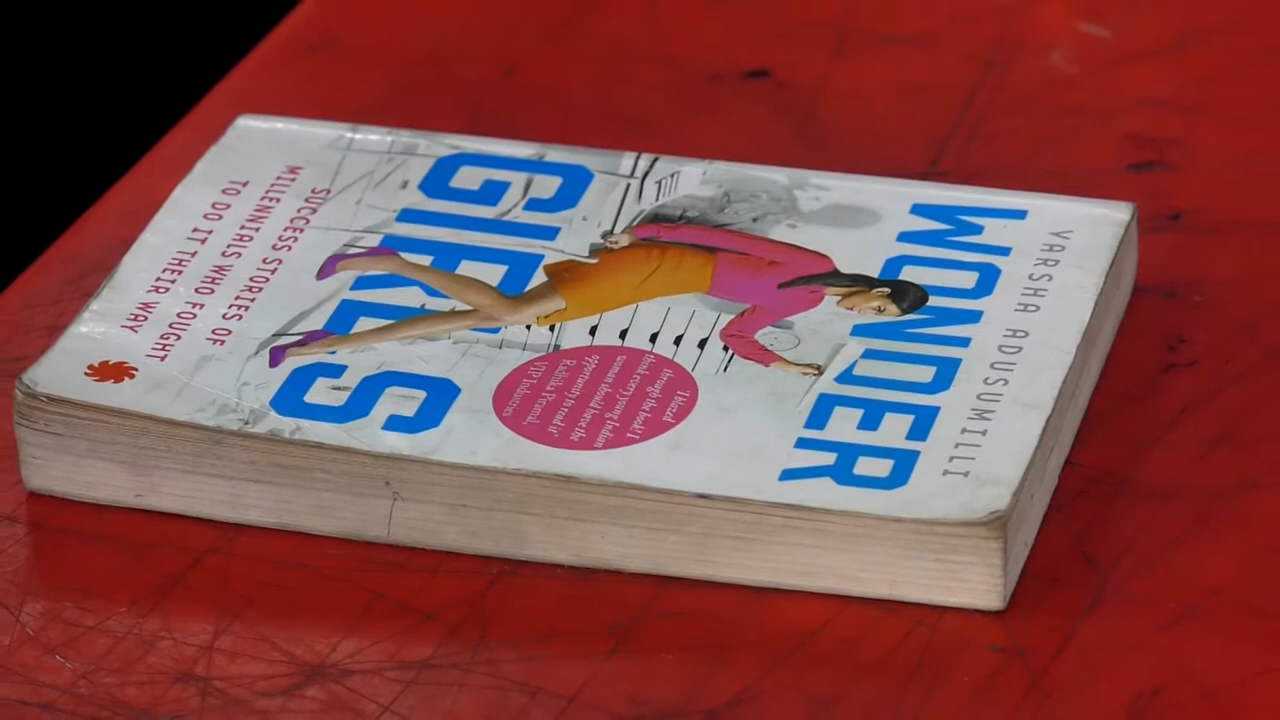 VARSHA ADUSUMILLI
WONDER
GIRLS
'I blazed
through the book! I
think every young Indian
woman should have the
opportunity to read it'
Radhika Piramal,
VIP Industries
SUCCESS STORIES OF
MILLENNIALS WHO FOUGHT
TO DO IT THEIR WAY